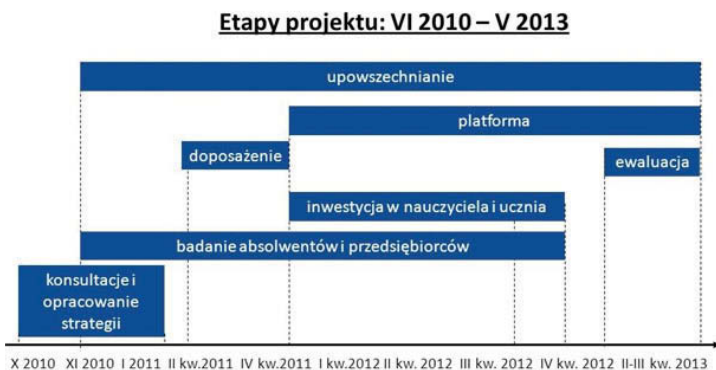 Etapy projektu: VI 2010 – V 2013
upowszechnianie
platforma
doposażenie
ewaluacja
inwestycja w nauczyciela i ucznia
badanie absolwentów i przedsiębiorców
konsultacje i
opracowanie
strategii
X 2010 XI 2010 I 2011 II kw.2011 IV kw.2011 I kw.2012 II kw.2012 III kw.2012 IV kw. 2012 II-III kw. 2013